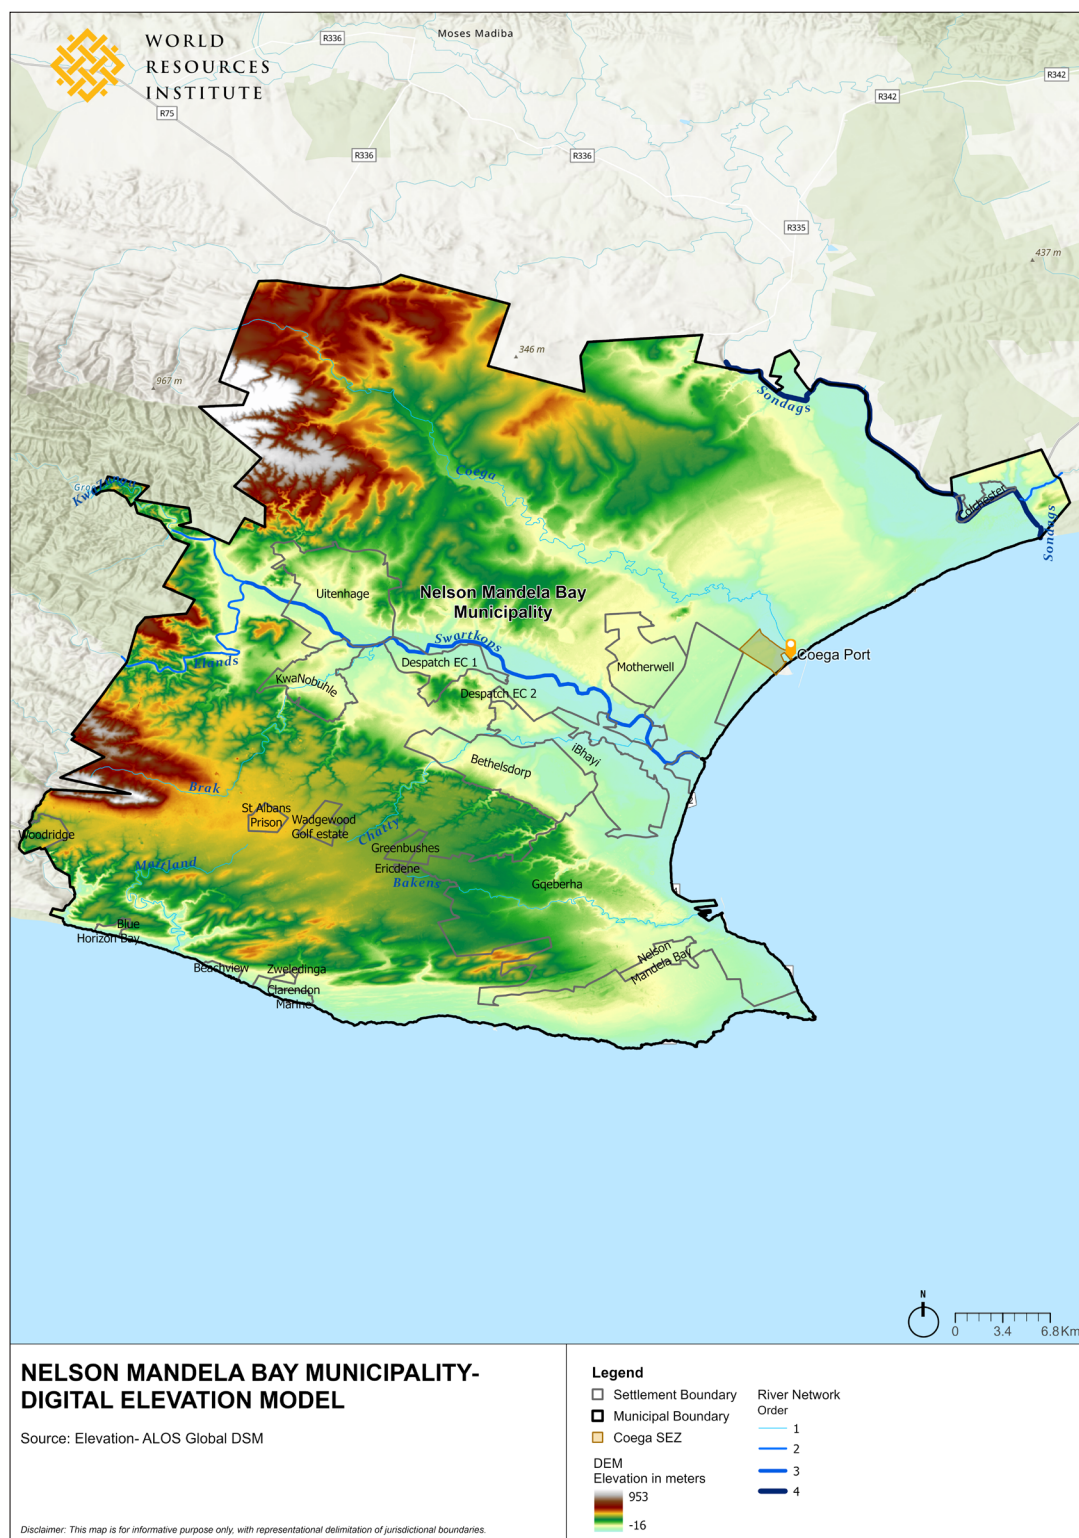 WORLD
RESOURCES
INSTITUTE
R336
Moses Madiba
R342
R342
R75
R336
R336
R335
437 m
346 m
967 m
Sondags
Coega
Colchester
Sondags
Uitenhage
Nelson Mandela Bay
Municipality
Swartkops
Elands
Despatch EC 1
Motherwell
Coega Port
KwaNobuhle
Despatch EC 2
iBhayi
Bethelsdorp
Brak
St Albans
Prison
Wadgewood
Golf estate
Chatty
Woodridge
Greenbushes
Maitland
Ericdene
Bakens
Gqeberha
Blue
Horizon Bay
Nelson
Mandela Bay
Beachview
Zweledinga
Clarendon
Marine
N
0 3.4 6.8 Km
NELSON MANDELA BAY MUNICIPALITY-
DIGITAL ELEVATION MODEL
Source: Elevation- ALOS Global DSM
Disclaimer: This map is for informative purpose only, with representational delimitation of jurisdictional boundaries.
Legend
Settlement Boundary
Municipal Boundary
Coega SEZ
DEM
Elevation in meters
953
-16
River Network
Order
1
2
3
4